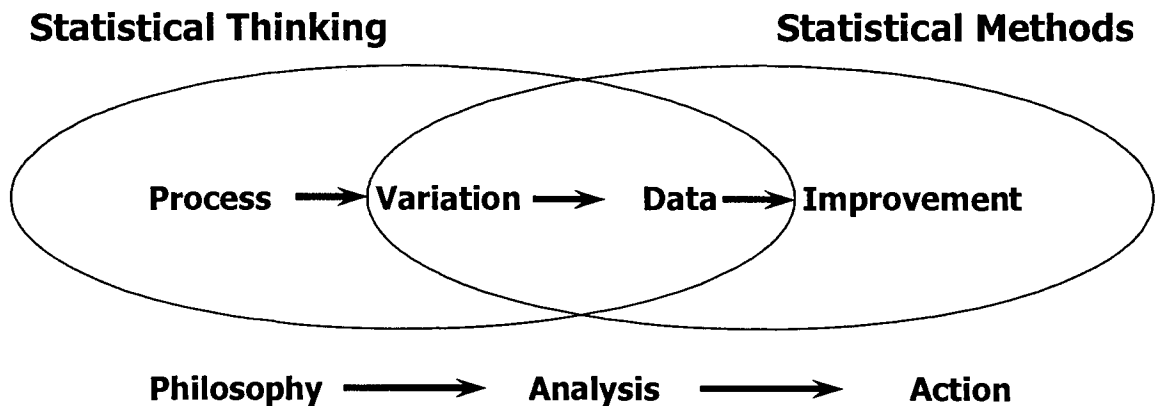 Statistical Thinking Statistical Methods
Process Variation Data Improvement
Philosophy Analysis Action